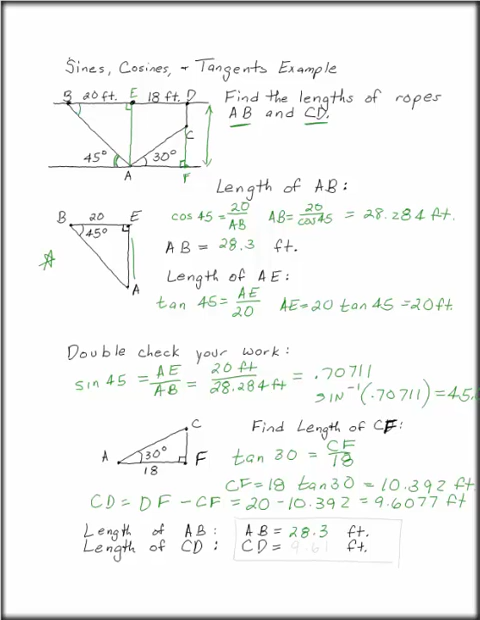 Sines, Cosines, + Tangents Example
B 20 ft. E 18 ft. D
Find the lengths of ropes
AB and CD.
C
45° 30°
A F
Length of AB:
B 20 E
45°
A
cos 45 = 20/AB AB = 20/cos45 = 28.284 ft.
AB = 28.3 ft.
Length of AE:
tan 45 = AE/20 AE = 20 tan 45 = 20 ft.
Double check your work:
sin 45 = AE/AB = 20 ft/28.284 ft = .70711
sin⁻¹(.70711) = 45.
C
A 30° F
18
Find Length of CF:
tan 30 = CF/18
CF = 18 tan 30 = 10.392 ft
CD = DF - CF = 20 - 10.392 = 9.6077 ft
Length of AB: AB = 28.3 ft.
Length of CD: CD = 9.61 ft.